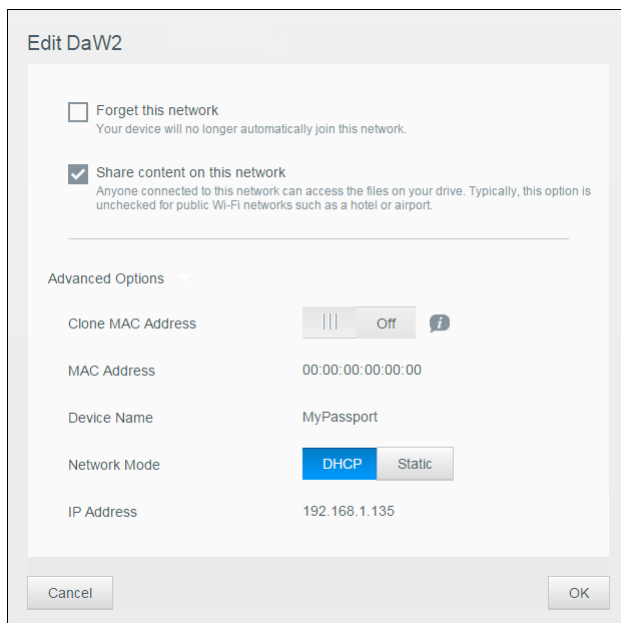 Edit DaW2
Forget this network
Your device will no longer automatically join this network.
Share content on this network
Anyone connected to this network can access the files on your drive. Typically, this option is
unchecked for public Wi-Fi networks such as a hotel or airport.
Advanced Options
Clone MAC Address Off i
MAC Address 00:00:00:00:00:00
Device Name MyPassport
Network Mode DHCP Static
IP Address 192.168.1.135
Cancel OK